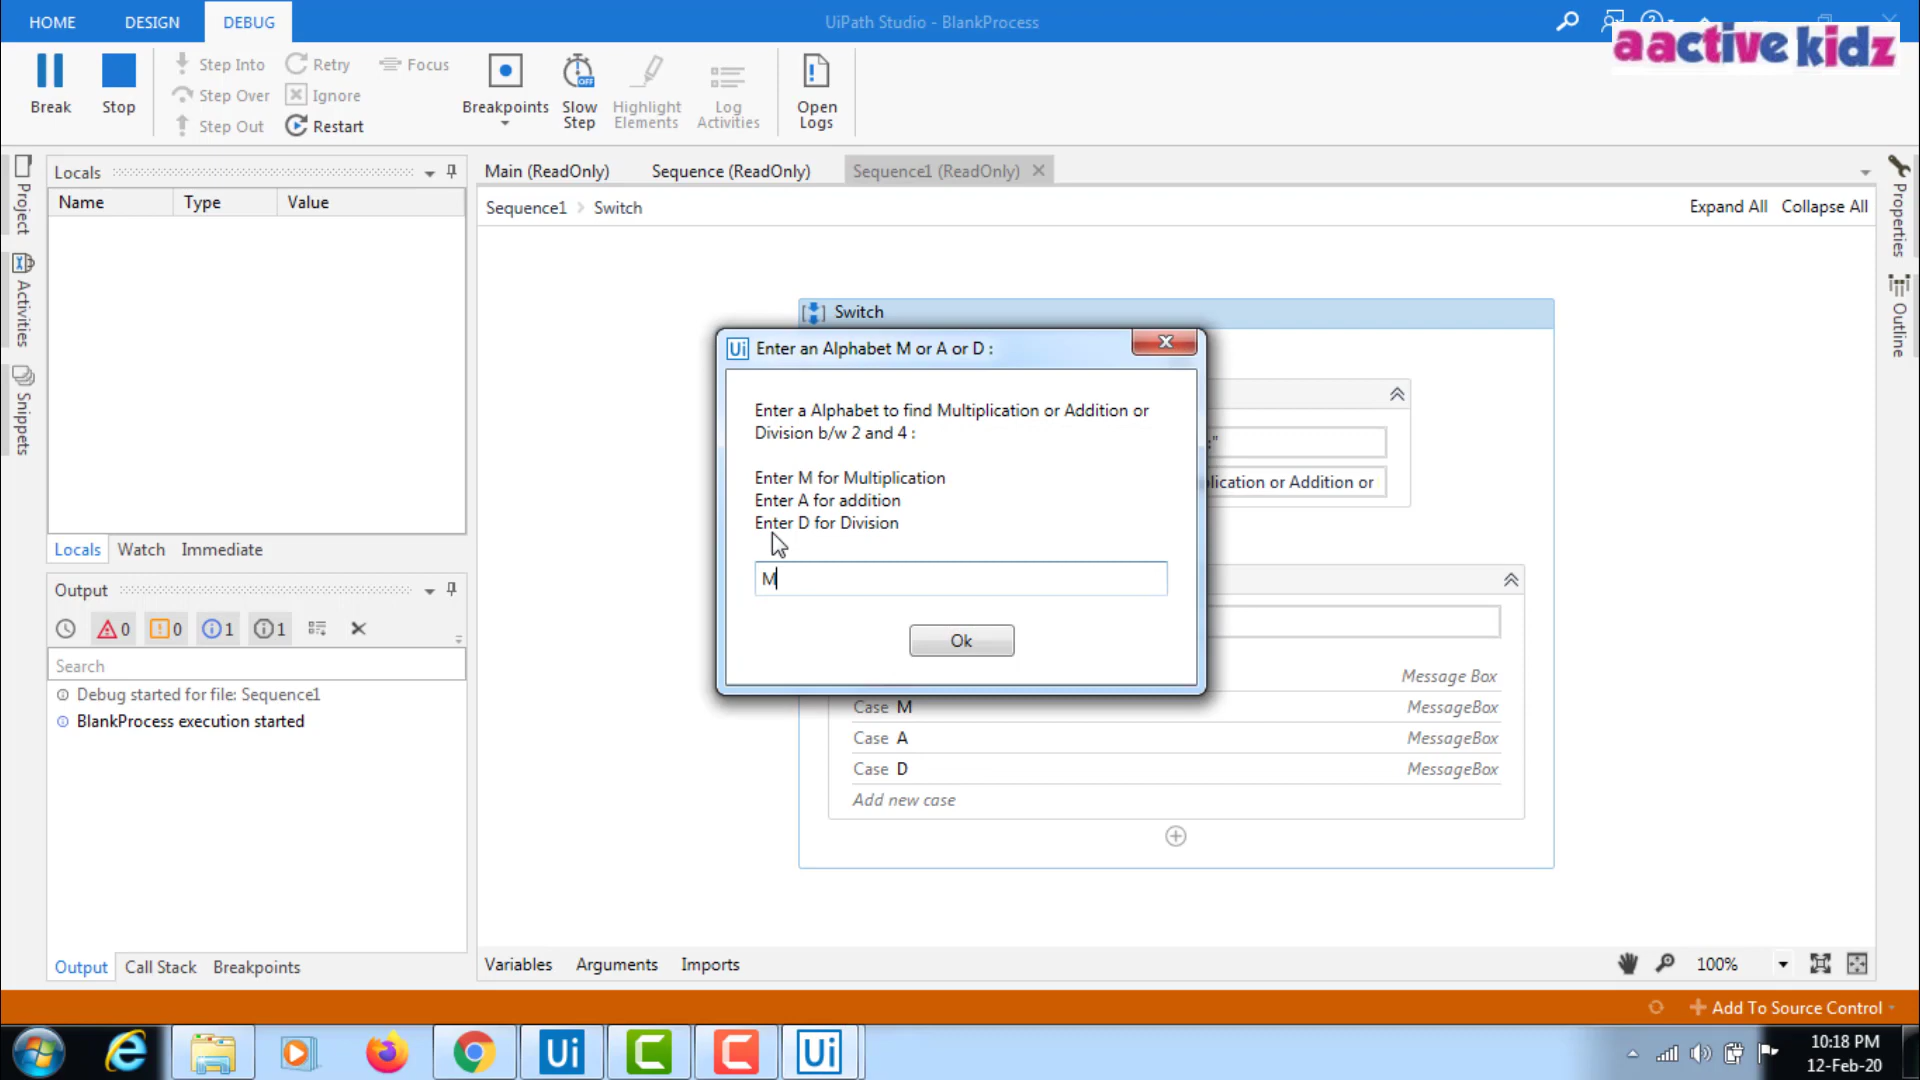 HOME DESIGN DEBUG UiPath Studio - BlankProcess
aactive kidz
Break Stop Step Into Step Over Step Out Retry Ignore Restart Focus
Breakpoints Slow Step Highlight Elements Log Activities Open Logs
OFF
Project
Activities
Snippets
Locals
Name Type Value
Locals Watch Immediate
Output
0 0 1 1
Search
Debug started for file: Sequence1
BlankProcess execution started
Output Call Stack Breakpoints
Main (ReadOnly) Sequence (ReadOnly) Sequence1 (ReadOnly)
Sequence1 > Switch
Expand All Collapse All
Switch
Ui Enter an Alphabet M or A or D :
Enter a Alphabet to find Multiplication or Addition or
Division b/w 2 and 4 :
Enter M for Multiplication
Enter A for addition
Enter D for Division
M
Ok
:"
lication or Addition or
Message Box
Case M MessageBox
Case A MessageBox
Case D MessageBox
Add new case
Variables Arguments Imports
100%
Properties
Outline
Add To Source Control
Ui Ui
10:18 PM
12-Feb-20